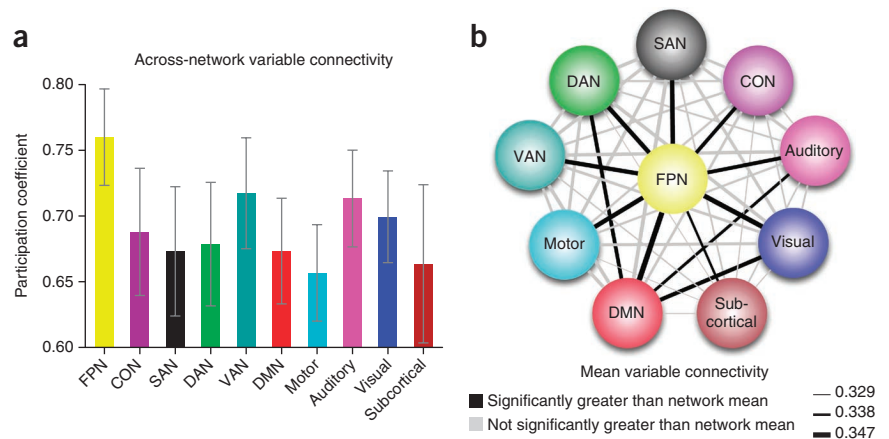 a
Across-network variable connectivity
Participation coefficient
0.80
0.75
0.70
0.65
0.60
FPN
CON
SAN
DAN
VAN
DMN
Motor
Auditory
Visual
Subcortical
b
SAN
DAN
CON
VAN
Auditory
FPN
Motor
Visual
DMN
Sub-
cortical
Mean variable connectivity
Significantly greater than network mean
Not significantly greater than network mean
0.329
0.338
0.347